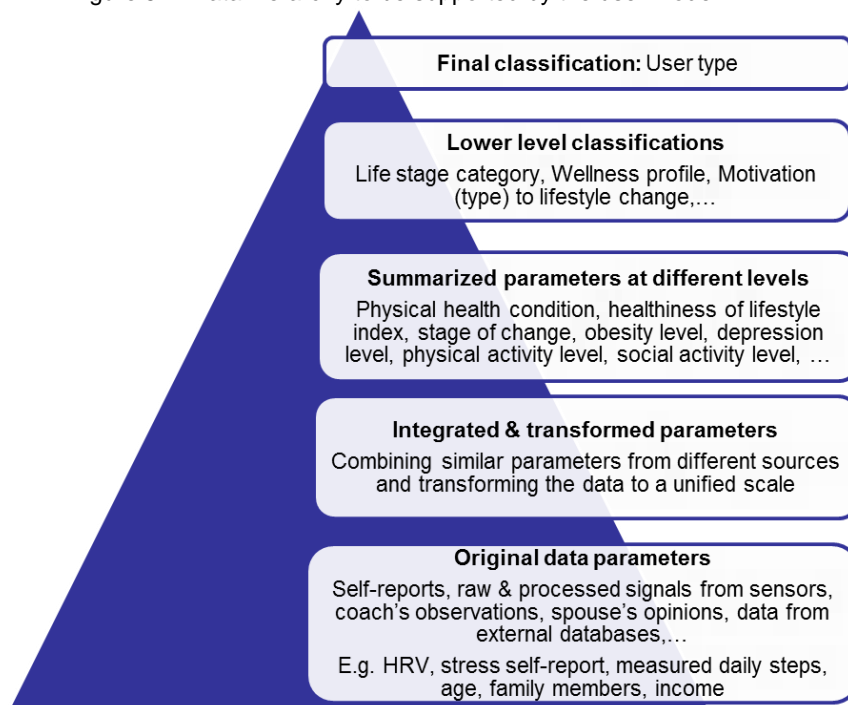 Final classification: User type
Lower level classifications
Life stage category, Wellness profile, Motivation
(type) to lifestyle change,…
Summarized parameters at different levels
Physical health condition, healthiness of lifestyle
index, stage of change, obesity level, depression
level, physical activity level, social activity level, …
Integrated & transformed parameters
Combining similar parameters from different sources
and transforming the data to a unified scale
Original data parameters
Self-reports, raw & processed signals from sensors,
coach’s observations, spouse’s opinions, data from
external databases,…
E.g. HRV, stress self-report, measured daily steps,
age, family members, income